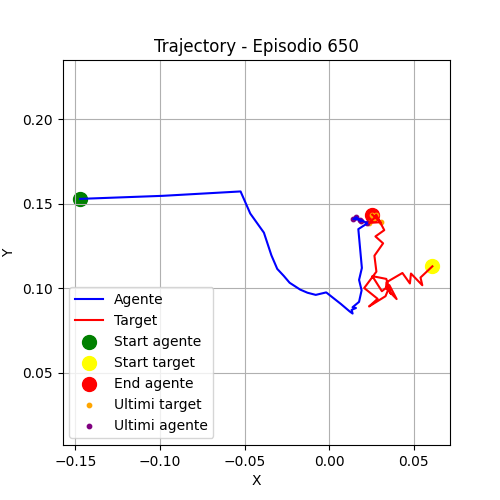 Trajectory - Episodio 650
Y
0.20
0.15
0.10
0.05
Agente
Target
Start agente
Start target
End agente
Ultimi target
Ultimi agente
−0.15
−0.10
−0.05
0.00
0.05
X